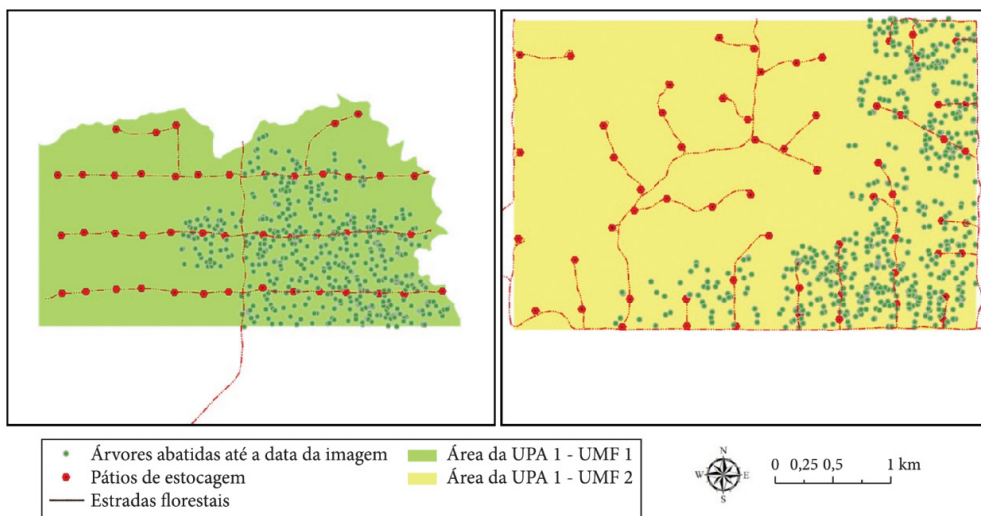 Árvores abatidas até a data da imagem
Pátios de estocagem
Estradas florestais
Área da UPA 1 - UMF 1
Área da UPA 1 - UMF 2
N
W E
S
0 0,25 0,5 1 km